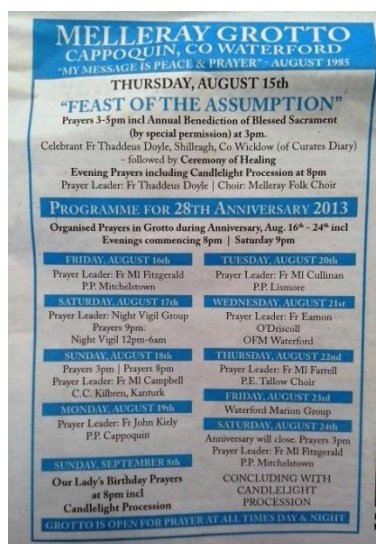 MELLERAY GROTTO
CAPPOQUIN, CO WATERFORD
"MY MESSAGE IS PEACE & PRAYER" - AUGUST 1985
THURSDAY, AUGUST 15th
"FEAST OF THE ASSUMPTION"
Prayers 3-5pm incl Annual Benediction of Blessed Sacrament
(by special permission) at 3pm.
Celebrant Fr Thaddeus Doyle, Shilleagh, Co Wicklow (of Curates Diary)
- followed by Ceremony of Healing
Evening Prayers including Candlelight Procession at 8pm
Prayer Leader: Fr Thaddeus Doyle | Choir: Melleray Folk Choir
PROGRAMME FOR 28TH ANNIVERSARY 2013
Organised Prayers in Grotto during Anniversary, Aug. 16th - 24th incl
Evenings commencing 8pm | Saturday 9pm
FRIDAY, AUGUST 16th
Prayer Leader: Fr Ml Fitzgerald
P.P. Mitchelstown
SATURDAY, AUGUST 17th
Prayer Leader: Night Vigil Group
Prayers 9pm:
Night Vigil 12pm-6am
SUNDAY, AUGUST 18th
Prayers 3pm | Prayers 8pm
Prayer Leader: Fr Ml Campbell
C.C. Kilbren, Kanturk
MONDAY, AUGUST 19th
Prayer Leader: Fr John Kiely
P.P. Cappoquin
SUNDAY, SEPTEMBER 8th
Our Lady's Birthday Prayers
at 8pm incl
Candlelight Procession
TUESDAY, AUGUST 20th
Prayer Leader: Fr Ml Cullinan
P.P. Lismore
WEDNESDAY, AUGUST 21st
Prayer Leader: Fr Eamon
O'Driscoll
OFM Waterford
THURSDAY, AUGUST 22nd
Prayer Leader: Fr Ml Farrell
P.E. Tallow Choir
FRIDAY, AUGUST 23rd
Waterford Marion Group
SATURDAY, AUGUST 24th
Anniversary will close. Prayers 3pm
Prayer Leader: Fr Ml Fitzgerald
P.P. Mitchelstown
CONCLUDING WITH
CANDLELIGHT
PROCESSION
GROTTO IS OPEN FOR PRAYER AT ALL TIMES DAY & NIGHT